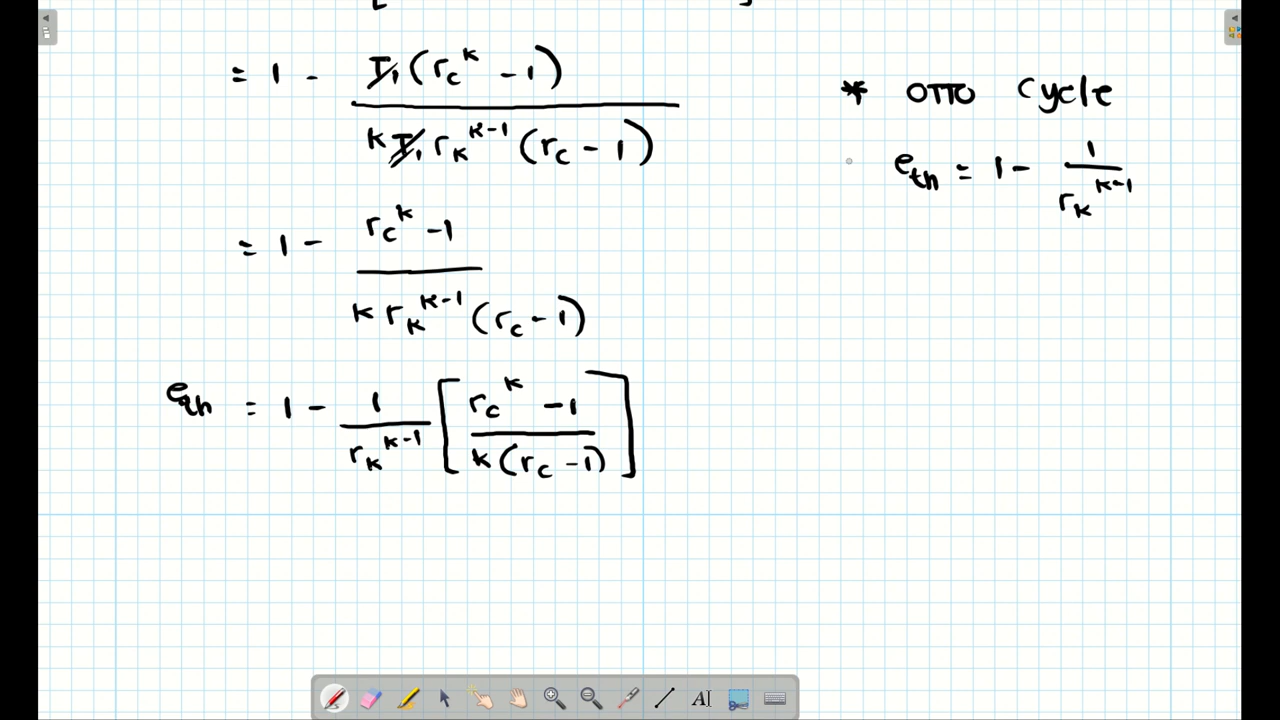 = 1 - T₁(r_c^k - 1) / k T₁ r_k^(k-1) (r_c - 1)
= 1 - r_c^k - 1 / k r_k^(k-1) (r_c - 1)
e_th = 1 - 1 / r_k^(k-1) [ r_c^k - 1 / k(r_c - 1) ]
* OTTO cycle
e_th = 1 - 1 / r_k^(k-1)
AI